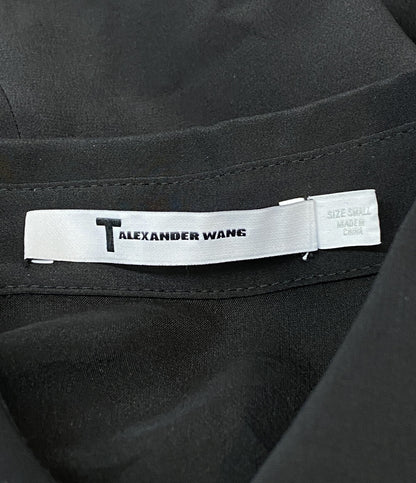 T ALEXANDER WANG
SIZE SMALL
MADE IN
CHINA